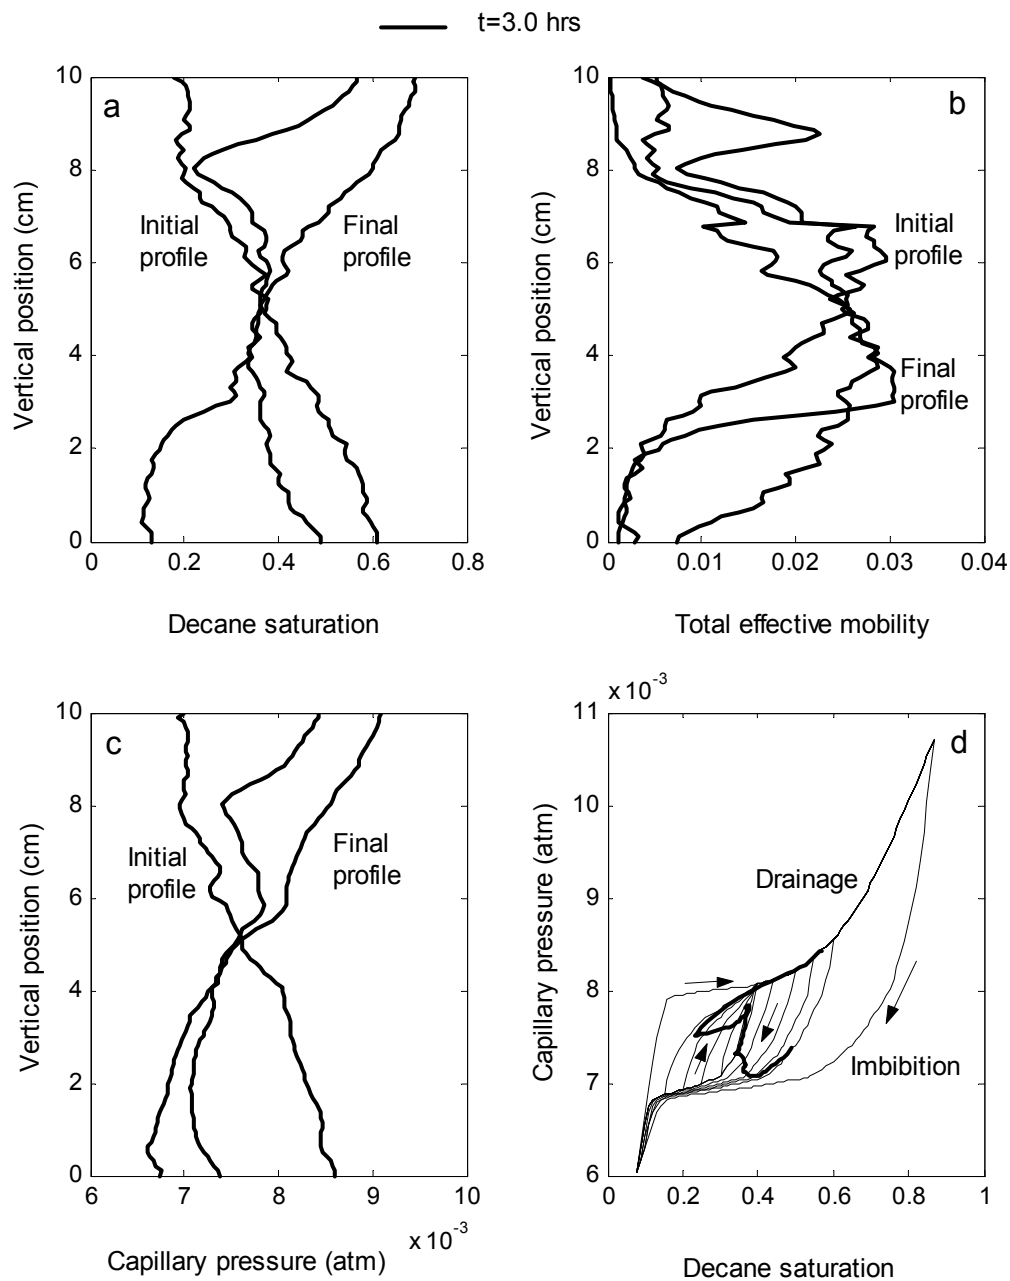 t=3.0 hrs
a
10
8
6
4
2
0
Vertical position (cm)
Initial
profile
Final
profile
0
0.2
0.4
0.6
0.8
Decane saturation
b
10
8
6
4
2
0
Vertical position (cm)
Initial
profile
Final
profile
0
0.01
0.02
0.03
0.04
Total effective mobility
c
10
8
6
4
2
0
Vertical position (cm)
Initial
profile
Final
profile
6
7
8
9
10
x 10-3
Capillary pressure (atm)
x 10-3
d
11
10
9
8
7
6
Capillary pressure (atm)
Drainage
Imbibition
0
0.2
0.4
0.6
0.8
1
Decane saturation